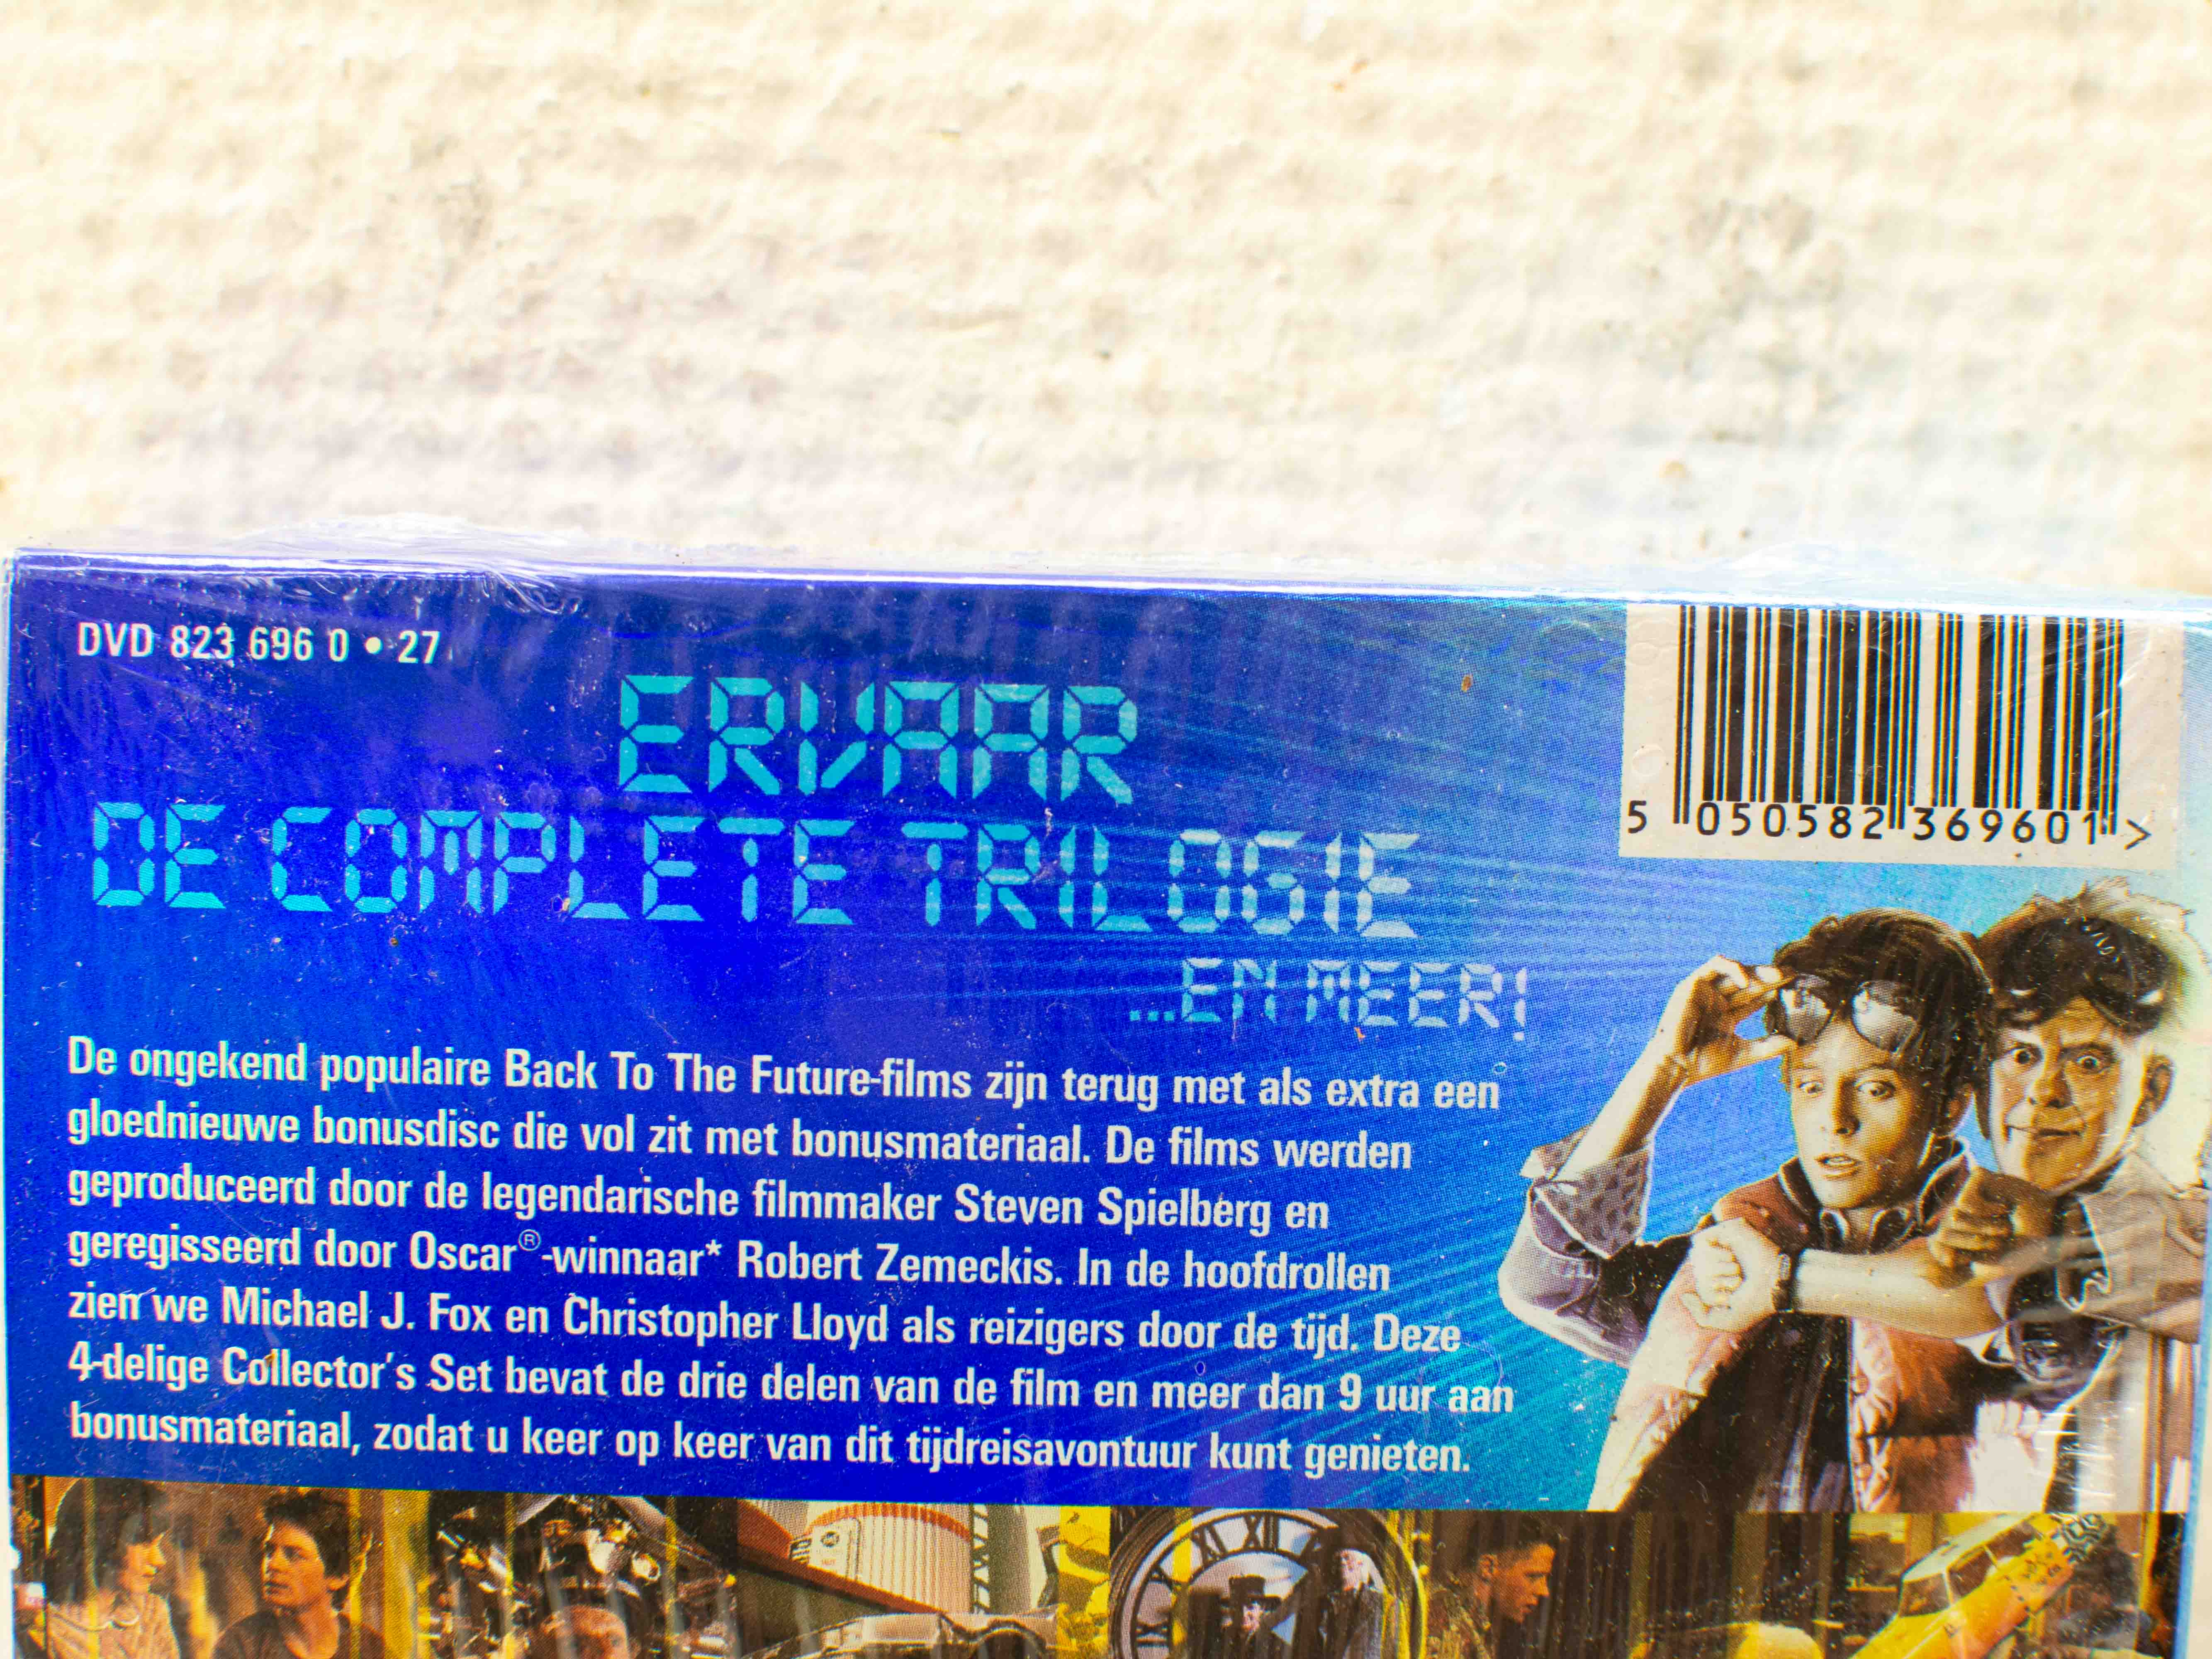 DVD 823 696 0 • 27
ERVAAR
DE COMPLETE TRILOGIE
...EN MEER!
5 050582 369601 >
De ongekend populaire Back To The Future-films zijn terug met als extra een
gloednieuwe bonusdisc die vol zit met bonusmateriaal. De films werden
geproduceerd door de legendarische filmmaker Steven Spielberg en
geregisseerd door Oscar®-winnaar* Robert Zemeckis. In de hoofdrollen
zien we Michael J. Fox en Christopher Lloyd als reizigers door de tijd. Deze
4-delige Collector's Set bevat de drie delen van de film en meer dan 9 uur aan
bonusmateriaal, zodat u keer op keer van dit tijdreisavontuur kunt genieten.
XI XII